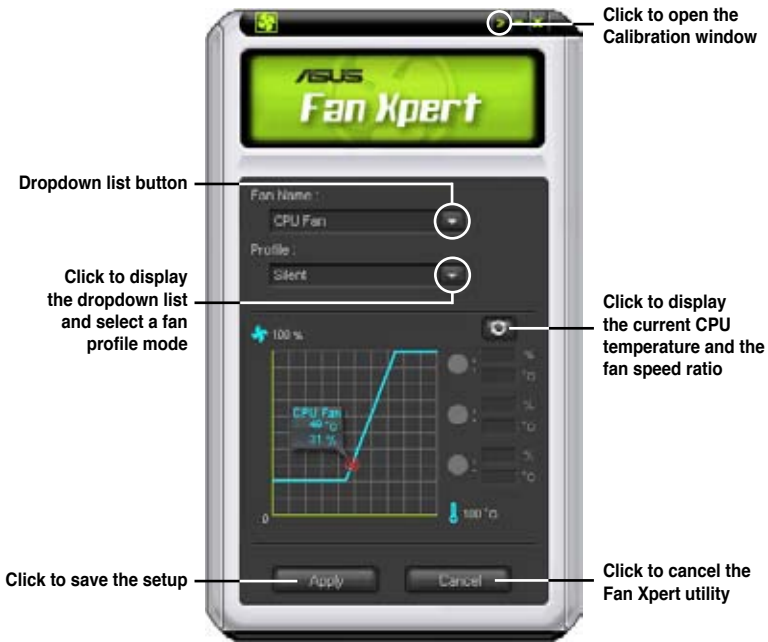 Click to open the
Calibration window
ASUS
Fan Xpert
Dropdown list button
Fan Name :
CPU Fan
Profile :
Silent
Click to display
the dropdown list
and select a fan
profile mode
Click to display
the current CPU
temperature and the
fan speed ratio
100 %
%
°C
CPU Fan
°C
31 %
%
°C
%
°C
0
100 °C
Click to save the setup
Apply
Cancel
Click to cancel the
Fan Xpert utility